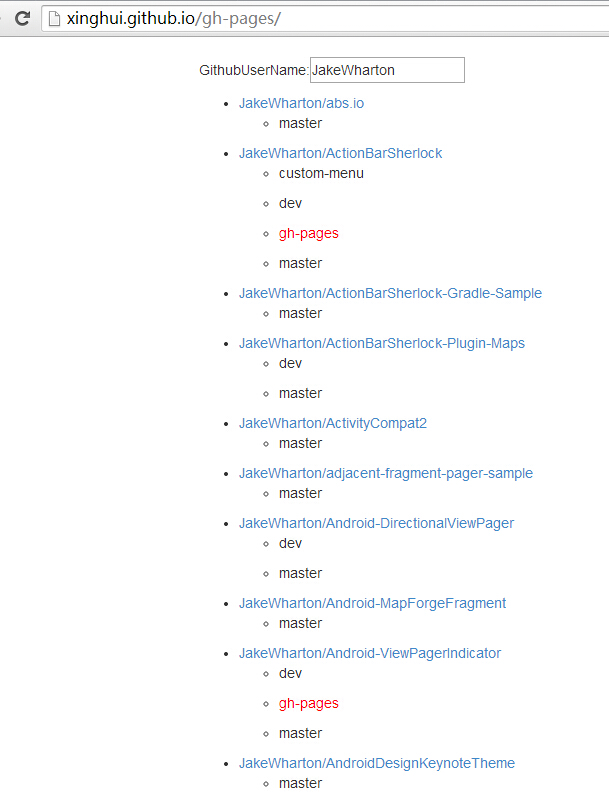 xinghui.github.io/gh-pages/
GithubUserName:JakeWharton
JakeWharton/abs.io
master
JakeWharton/ActionBarSherlock
custom-menu
dev
gh-pages
master
JakeWharton/ActionBarSherlock-Gradle-Sample
master
JakeWharton/ActionBarSherlock-Plugin-Maps
dev
master
JakeWharton/ActivityCompat2
master
JakeWharton/adjacent-fragment-pager-sample
master
JakeWharton/Android-DirectionalViewPager
dev
master
JakeWharton/Android-MapForgeFragment
master
JakeWharton/Android-ViewPagerIndicator
dev
gh-pages
master
JakeWharton/AndroidDesignKeynoteTheme
master